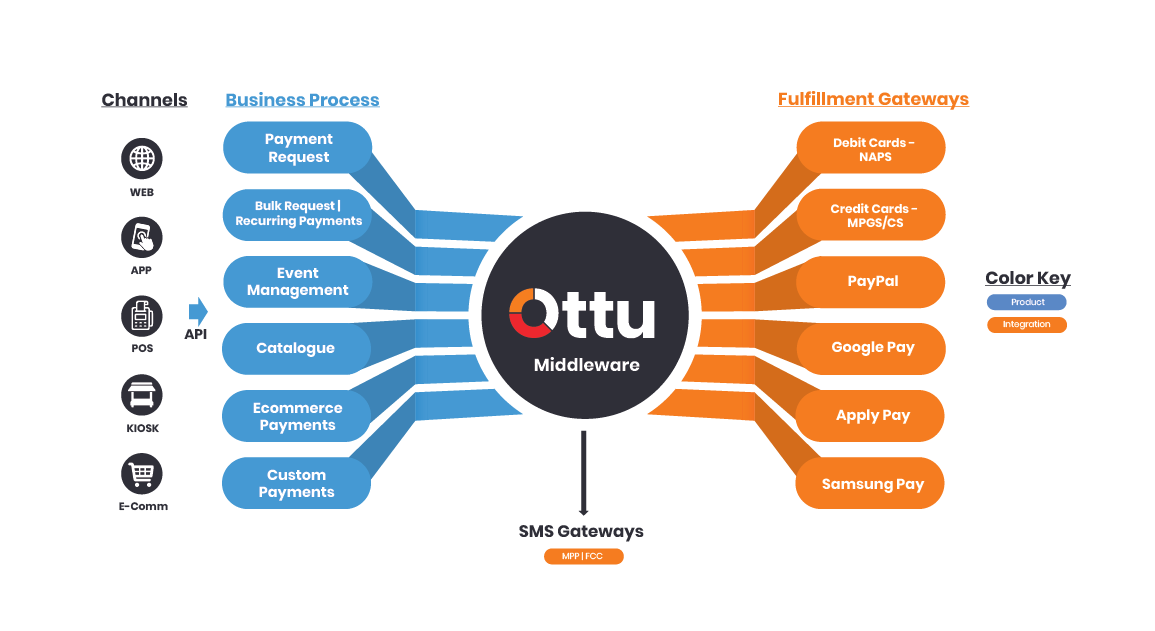 Channels
WEB
APP
POS
KIOSK
E-Comm
API
Business Process
Payment
Request
Bulk Request |
Recurring Payments
Event
Management
Catalogue
Ecommerce
Payments
Custom
Payments
Ottu
Middleware
SMS Gateways
MPP | FCC
Fulfillment Gateways
Debit Cards -
NAPS
Credit Cards -
MPGS/CS
PayPal
Google Pay
Apply Pay
Samsung Pay
Color Key
Product
Integration